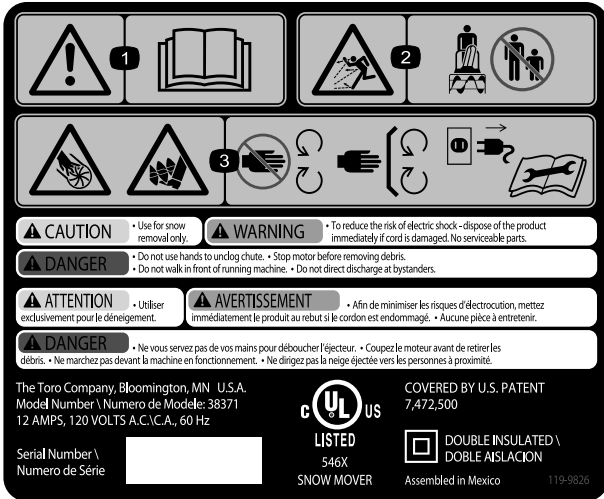 1
2
3
CAUTION
• Use for snow
removal only.
WARNING
• To reduce the risk of electric shock - dispose of the product
immediately if cord is damaged. No serviceable parts.
DANGER
• Do not use hands to unclog chute. • Stop motor before removing debris.
• Do not walk in front of running machine. • Do not direct discharge at bystanders.
ATTENTION
• Utiliser
exclusivement pour le déneigement.
AVERTISSEMENT
• Afin de minimiser les risques d'électrocution, mettez
immédiatement le produit au rebut si le cordon est endommagé. • Aucune pièce à entretenir.
DANGER
• Ne vous servez pas de vos mains pour déboucher l'éjecteur. • Coupez le moteur avant de retirer les
débris. • Ne marchez pas devant la machine en fonctionnement. • Ne dirigez pas la neige éjectée vers les personnes à proximité.
The Toro Company, Bloomington, MN U.S.A.
Model Number \ Numero de Modele: 38371
12 AMPS, 120 VOLTS A.C.\C.A., 60 Hz
Serial Number \
Numero de Série
C UL US
LISTED
546X
SNOW MOVER
COVERED BY U.S. PATENT
7,472,500
DOUBLE INSULATED \
DOBLE AISLACION
Assembled in Mexico
119-9826